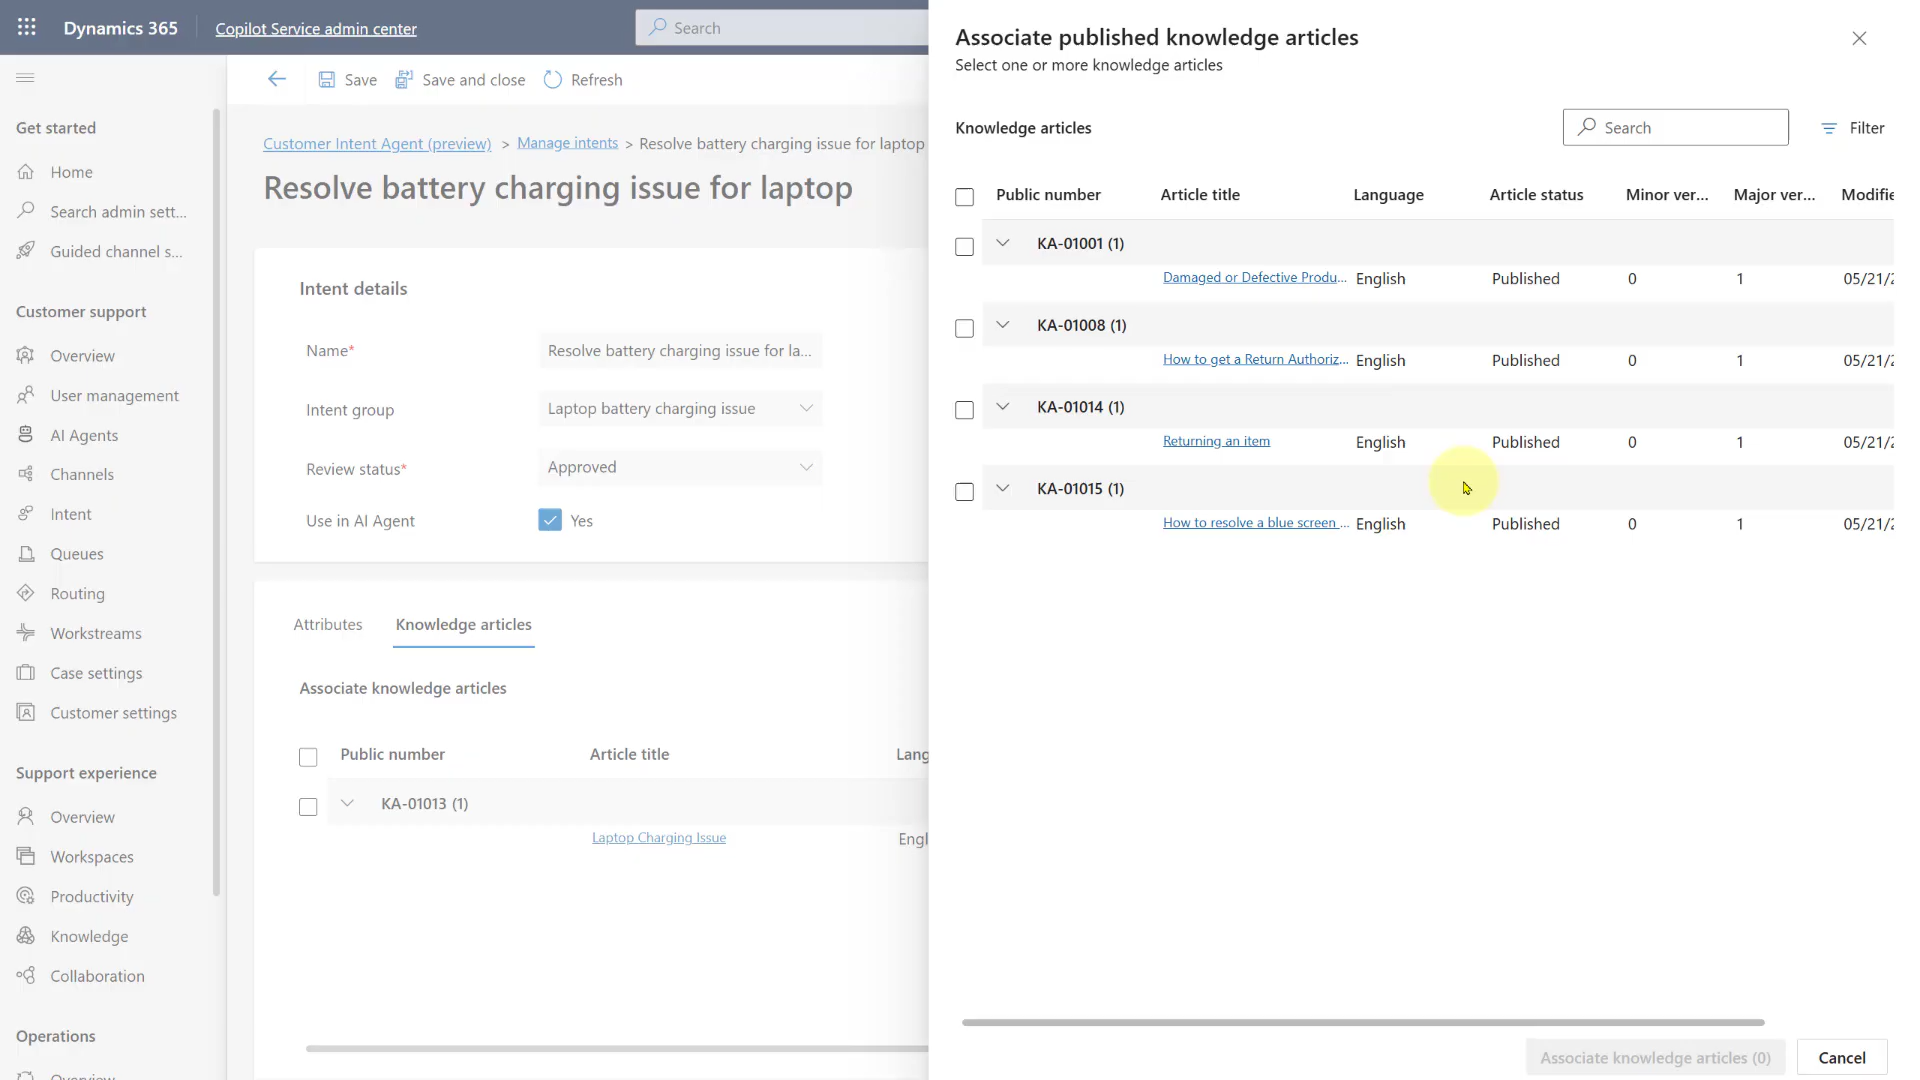 Dynamics 365
Copilot Service admin center
Search
Save
Save and close
Refresh
Get started
Home
Search admin sett...
Guided channel s...
Customer support
Overview
User management
AI Agents
Channels
Intent
Queues
Routing
Workstreams
Case settings
Customer settings
Support experience
Overview
Workspaces
Productivity
Knowledge
Collaboration
Operations
Overview
Customer Intent Agent (preview) > Manage intents > Resolve battery charging issue for laptop
Resolve battery charging issue for laptop
Intent details
Name* Resolve battery charging issue for la...
Intent group Laptop battery charging issue
Review status* Approved
Use in AI Agent Yes
Attributes Knowledge articles
Associate knowledge articles
Public number Article title Lang
KA-01013 (1)
Laptop Charging Issue Engl
Associate published knowledge articles
Select one or more knowledge articles
Knowledge articles
Search
Filter
Public number Article title Language Article status Minor ver... Major ver... Modifie
KA-01001 (1)
Damaged or Defective Produ... English Published 0 1 05/21/2
KA-01008 (1)
How to get a Return Authoriz... English Published 0 1 05/21/2
KA-01014 (1)
Returning an item English Published 0 1 05/21/2
KA-01015 (1)
How to resolve a blue screen ... English Published 0 1 05/21/2
Associate knowledge articles (0)
Cancel